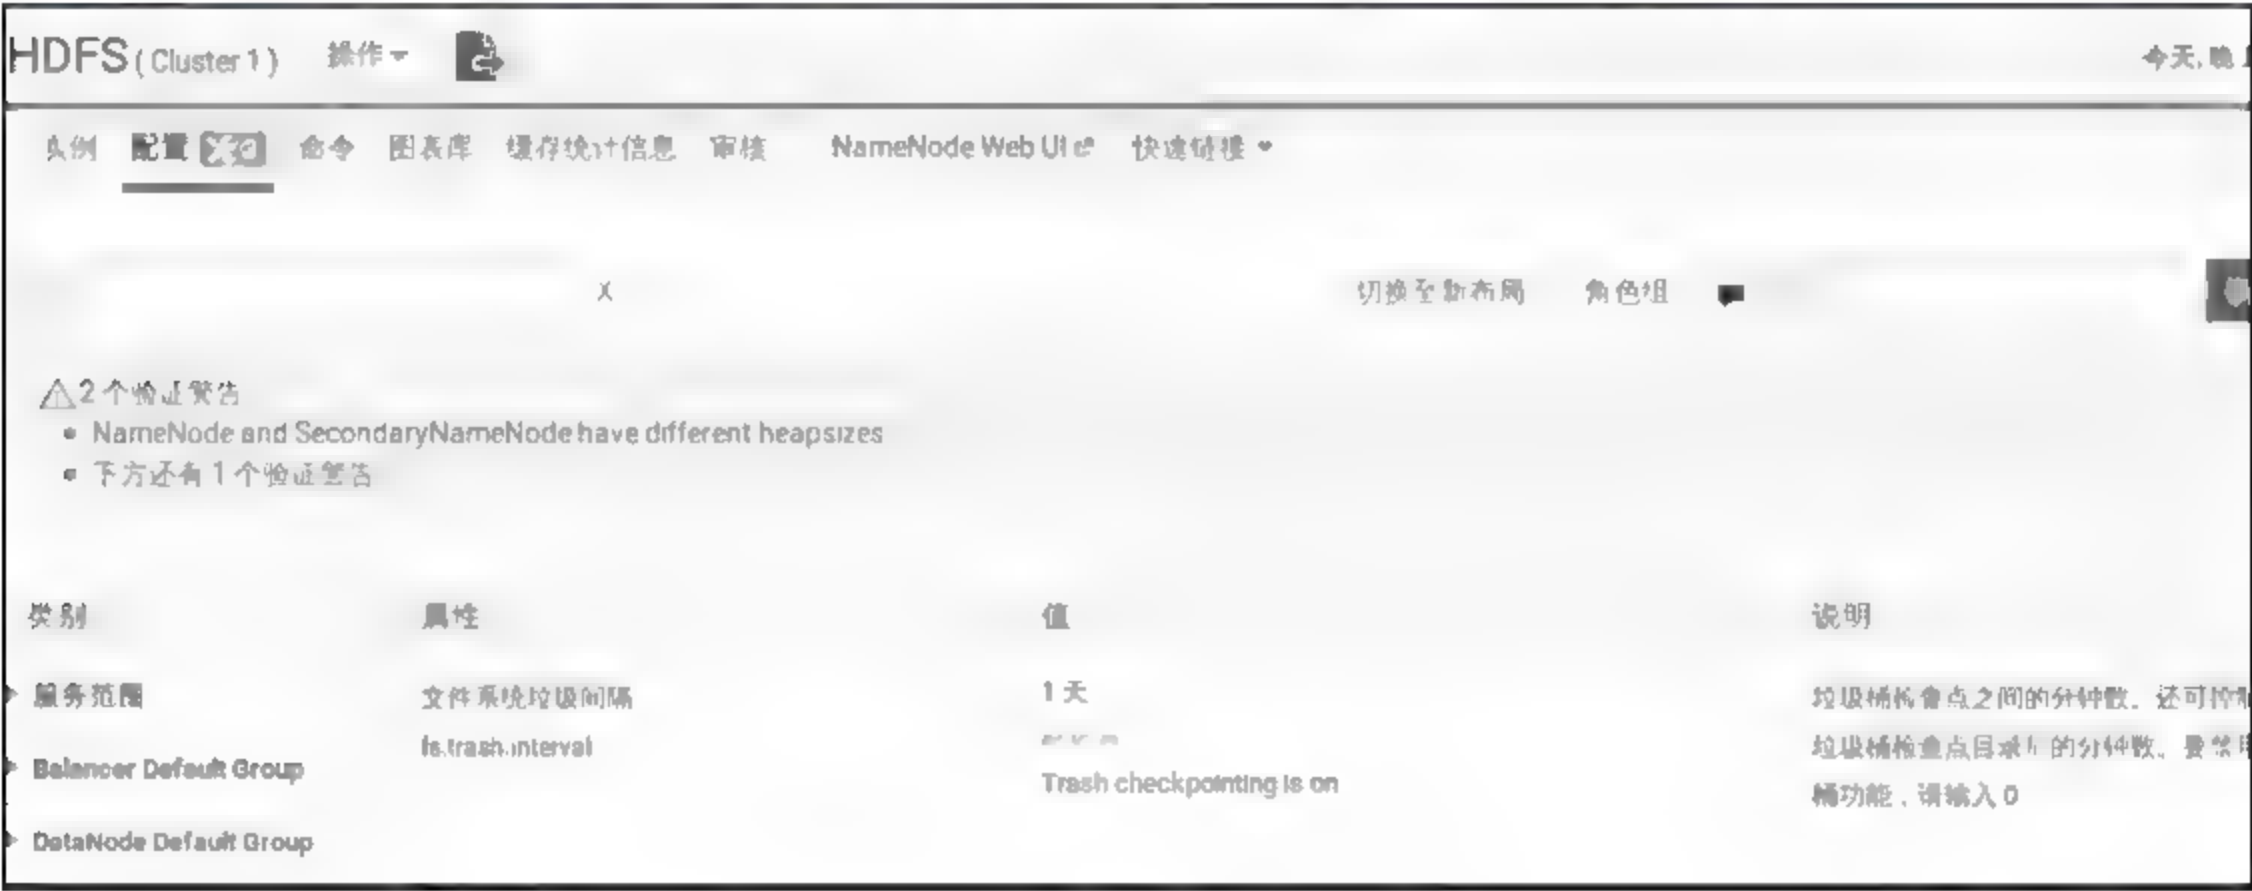 HDFS ( Cluster 1 ) 操作
今天, 晚上
实例 配置 命令 图表库 缓存统计信息 审核 NameNode Web UI 快速链接
X 切换至新布局 角色组
2 个验证警告
NameNode and SecondaryNameNode have different heapsizes
下方还有 1 个验证警告
类别 属性 值 说明
服务范围 文件系统垃圾间隔 1 天 垃圾桶检查点之间的分钟数。还可控制
fs.trash.interval 垃圾桶检查点目录 的分钟数。要禁用
Balancer Default Group Trash checkpointing is on 桶功能，请输入 0
DataNode Default Group